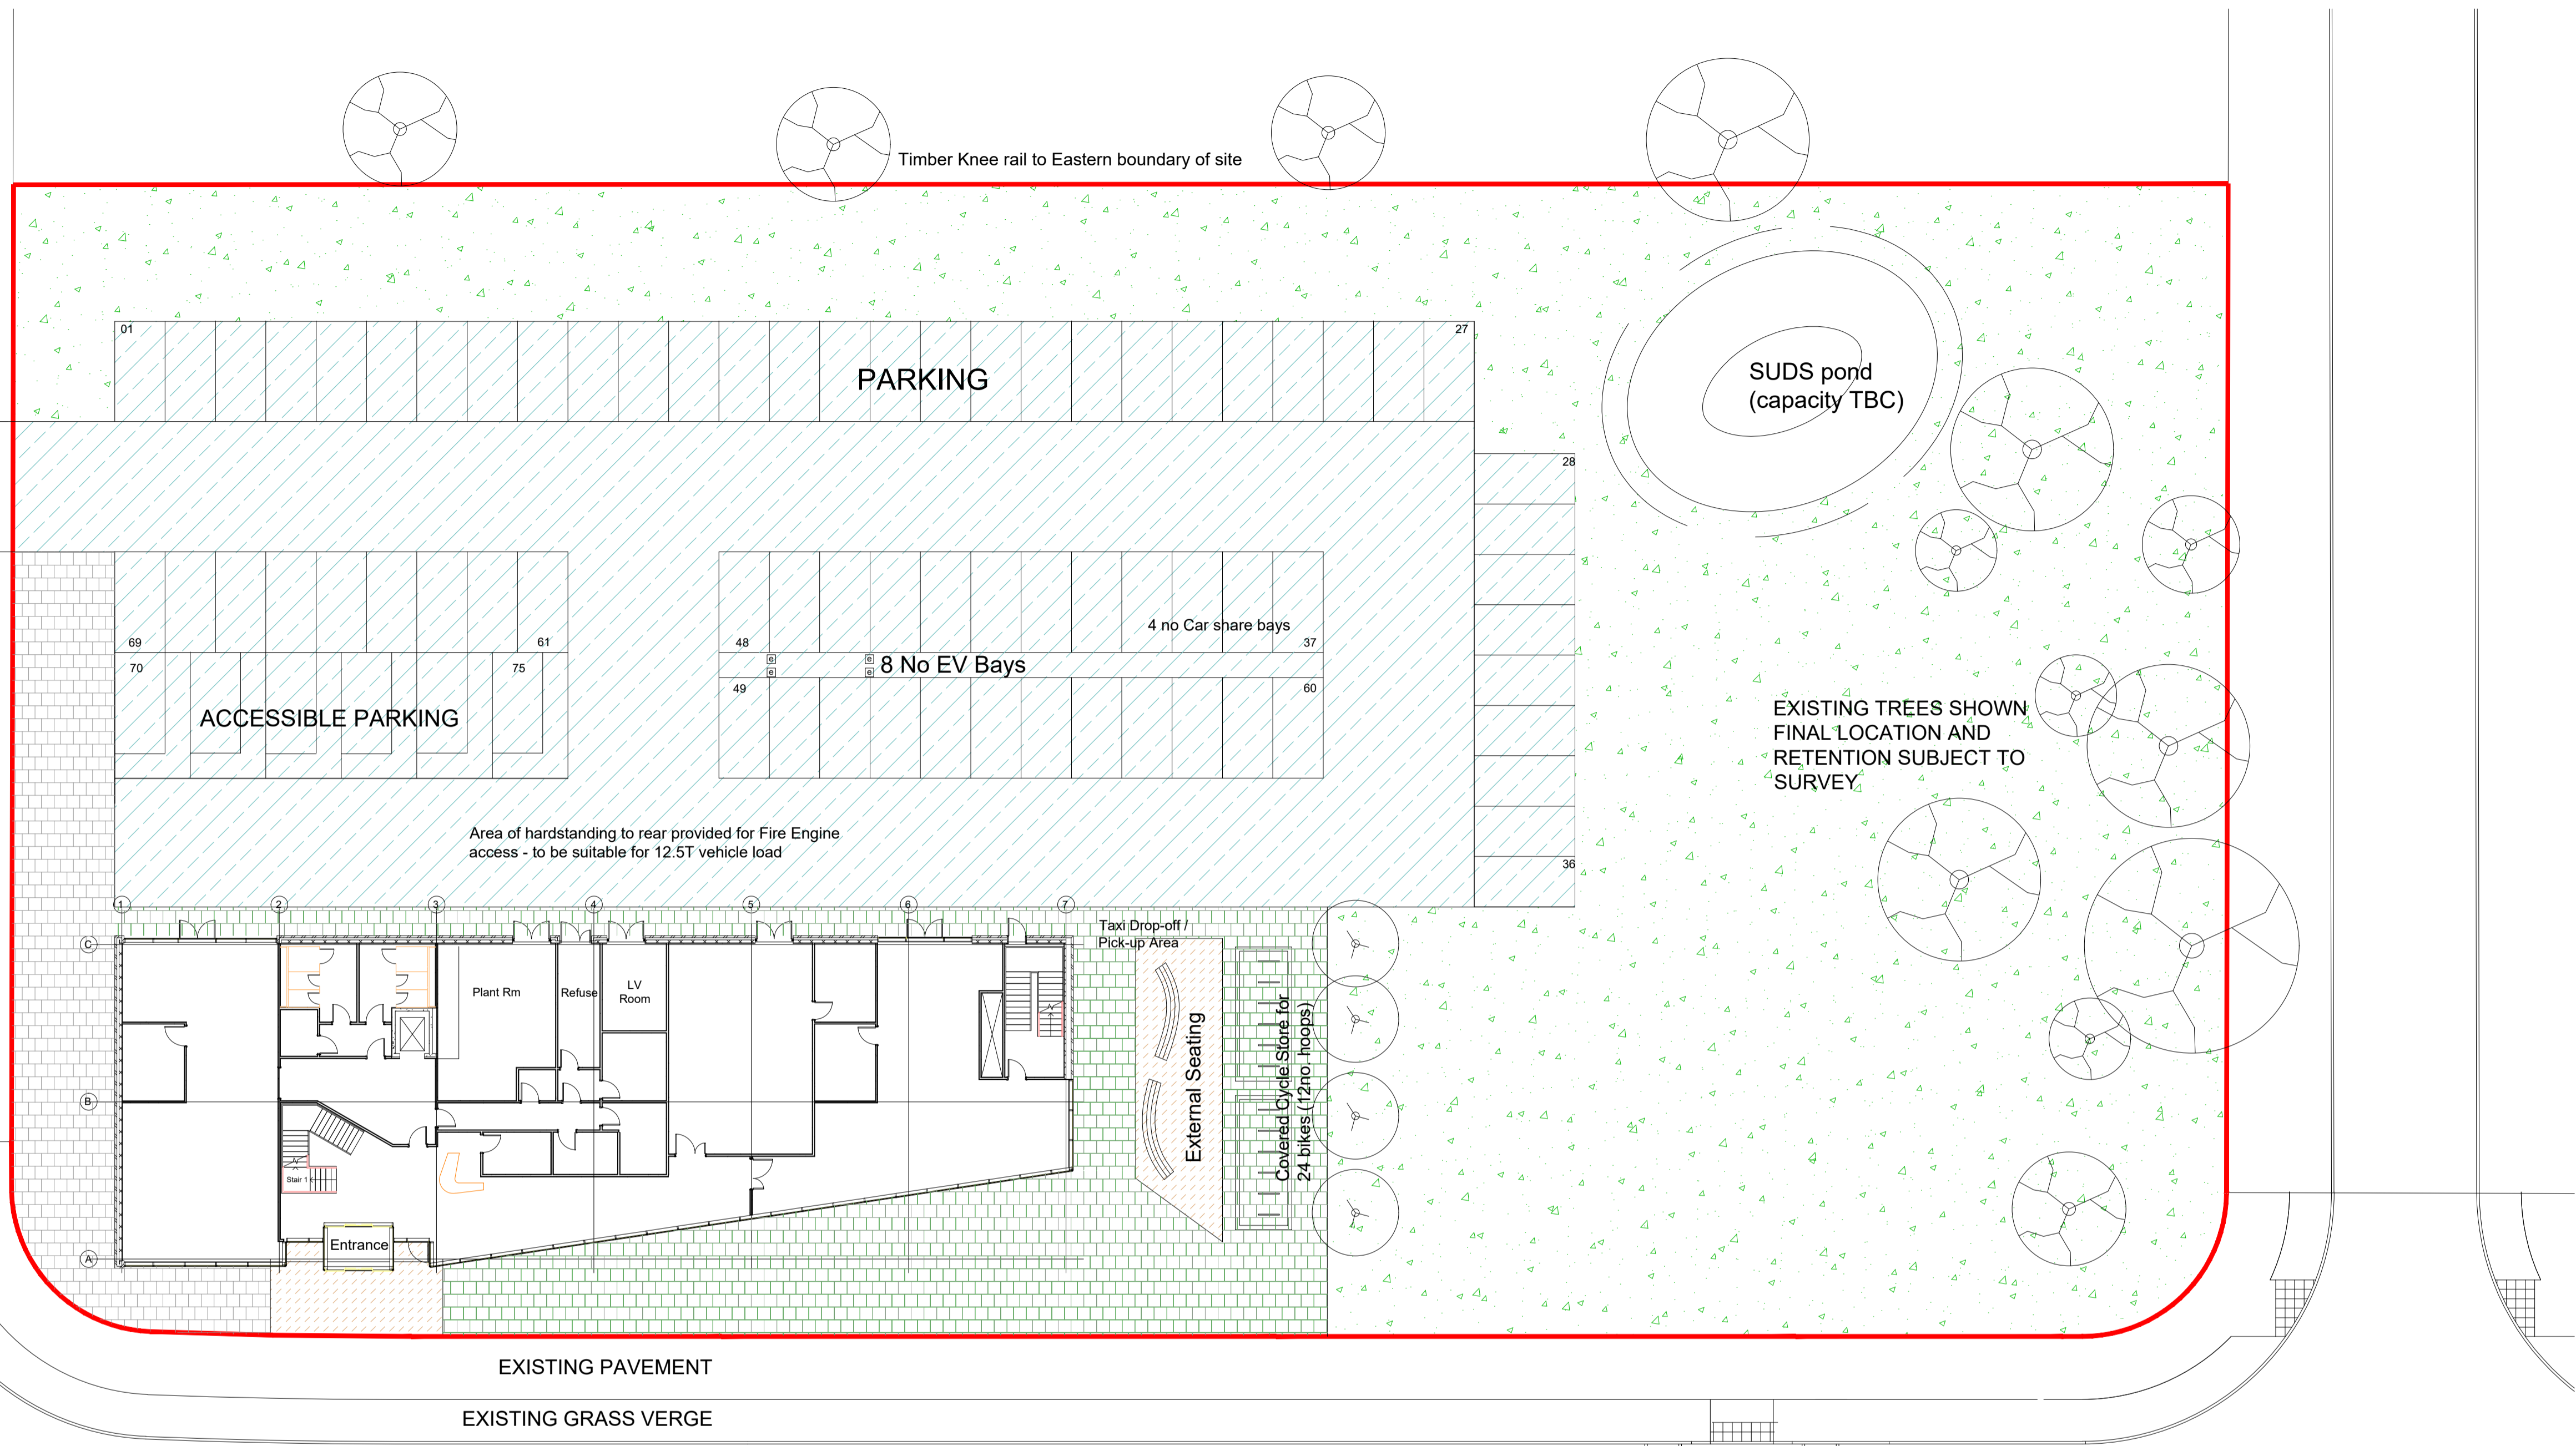 Timber Knee rail to Eastern boundary of site
01
27
PARKING
SUDS pond
(capacity TBC)
28
69
61
48
4 no Car share bays
37
70
75
e
e
e
e
8 No EV Bays
49
60
ACCESSIBLE PARKING
EXISTING TREES SHOWN
FINAL LOCATION AND
RETENTION SUBJECT TO
SURVEY
Area of hardstanding to rear provided for Fire Engine
access - to be suitable for 12.5T vehicle load
36
1
2
3
4
5
6
7
Taxi Drop-off /
Pick-up Area
C
Plant Rm
Refuse
LV
Room
External Seating
Covered Cycle Store for
24 bikes (12no. hoops)
B
Stair 1
Entrance
A
EXISTING PAVEMENT
EXISTING GRASS VERGE